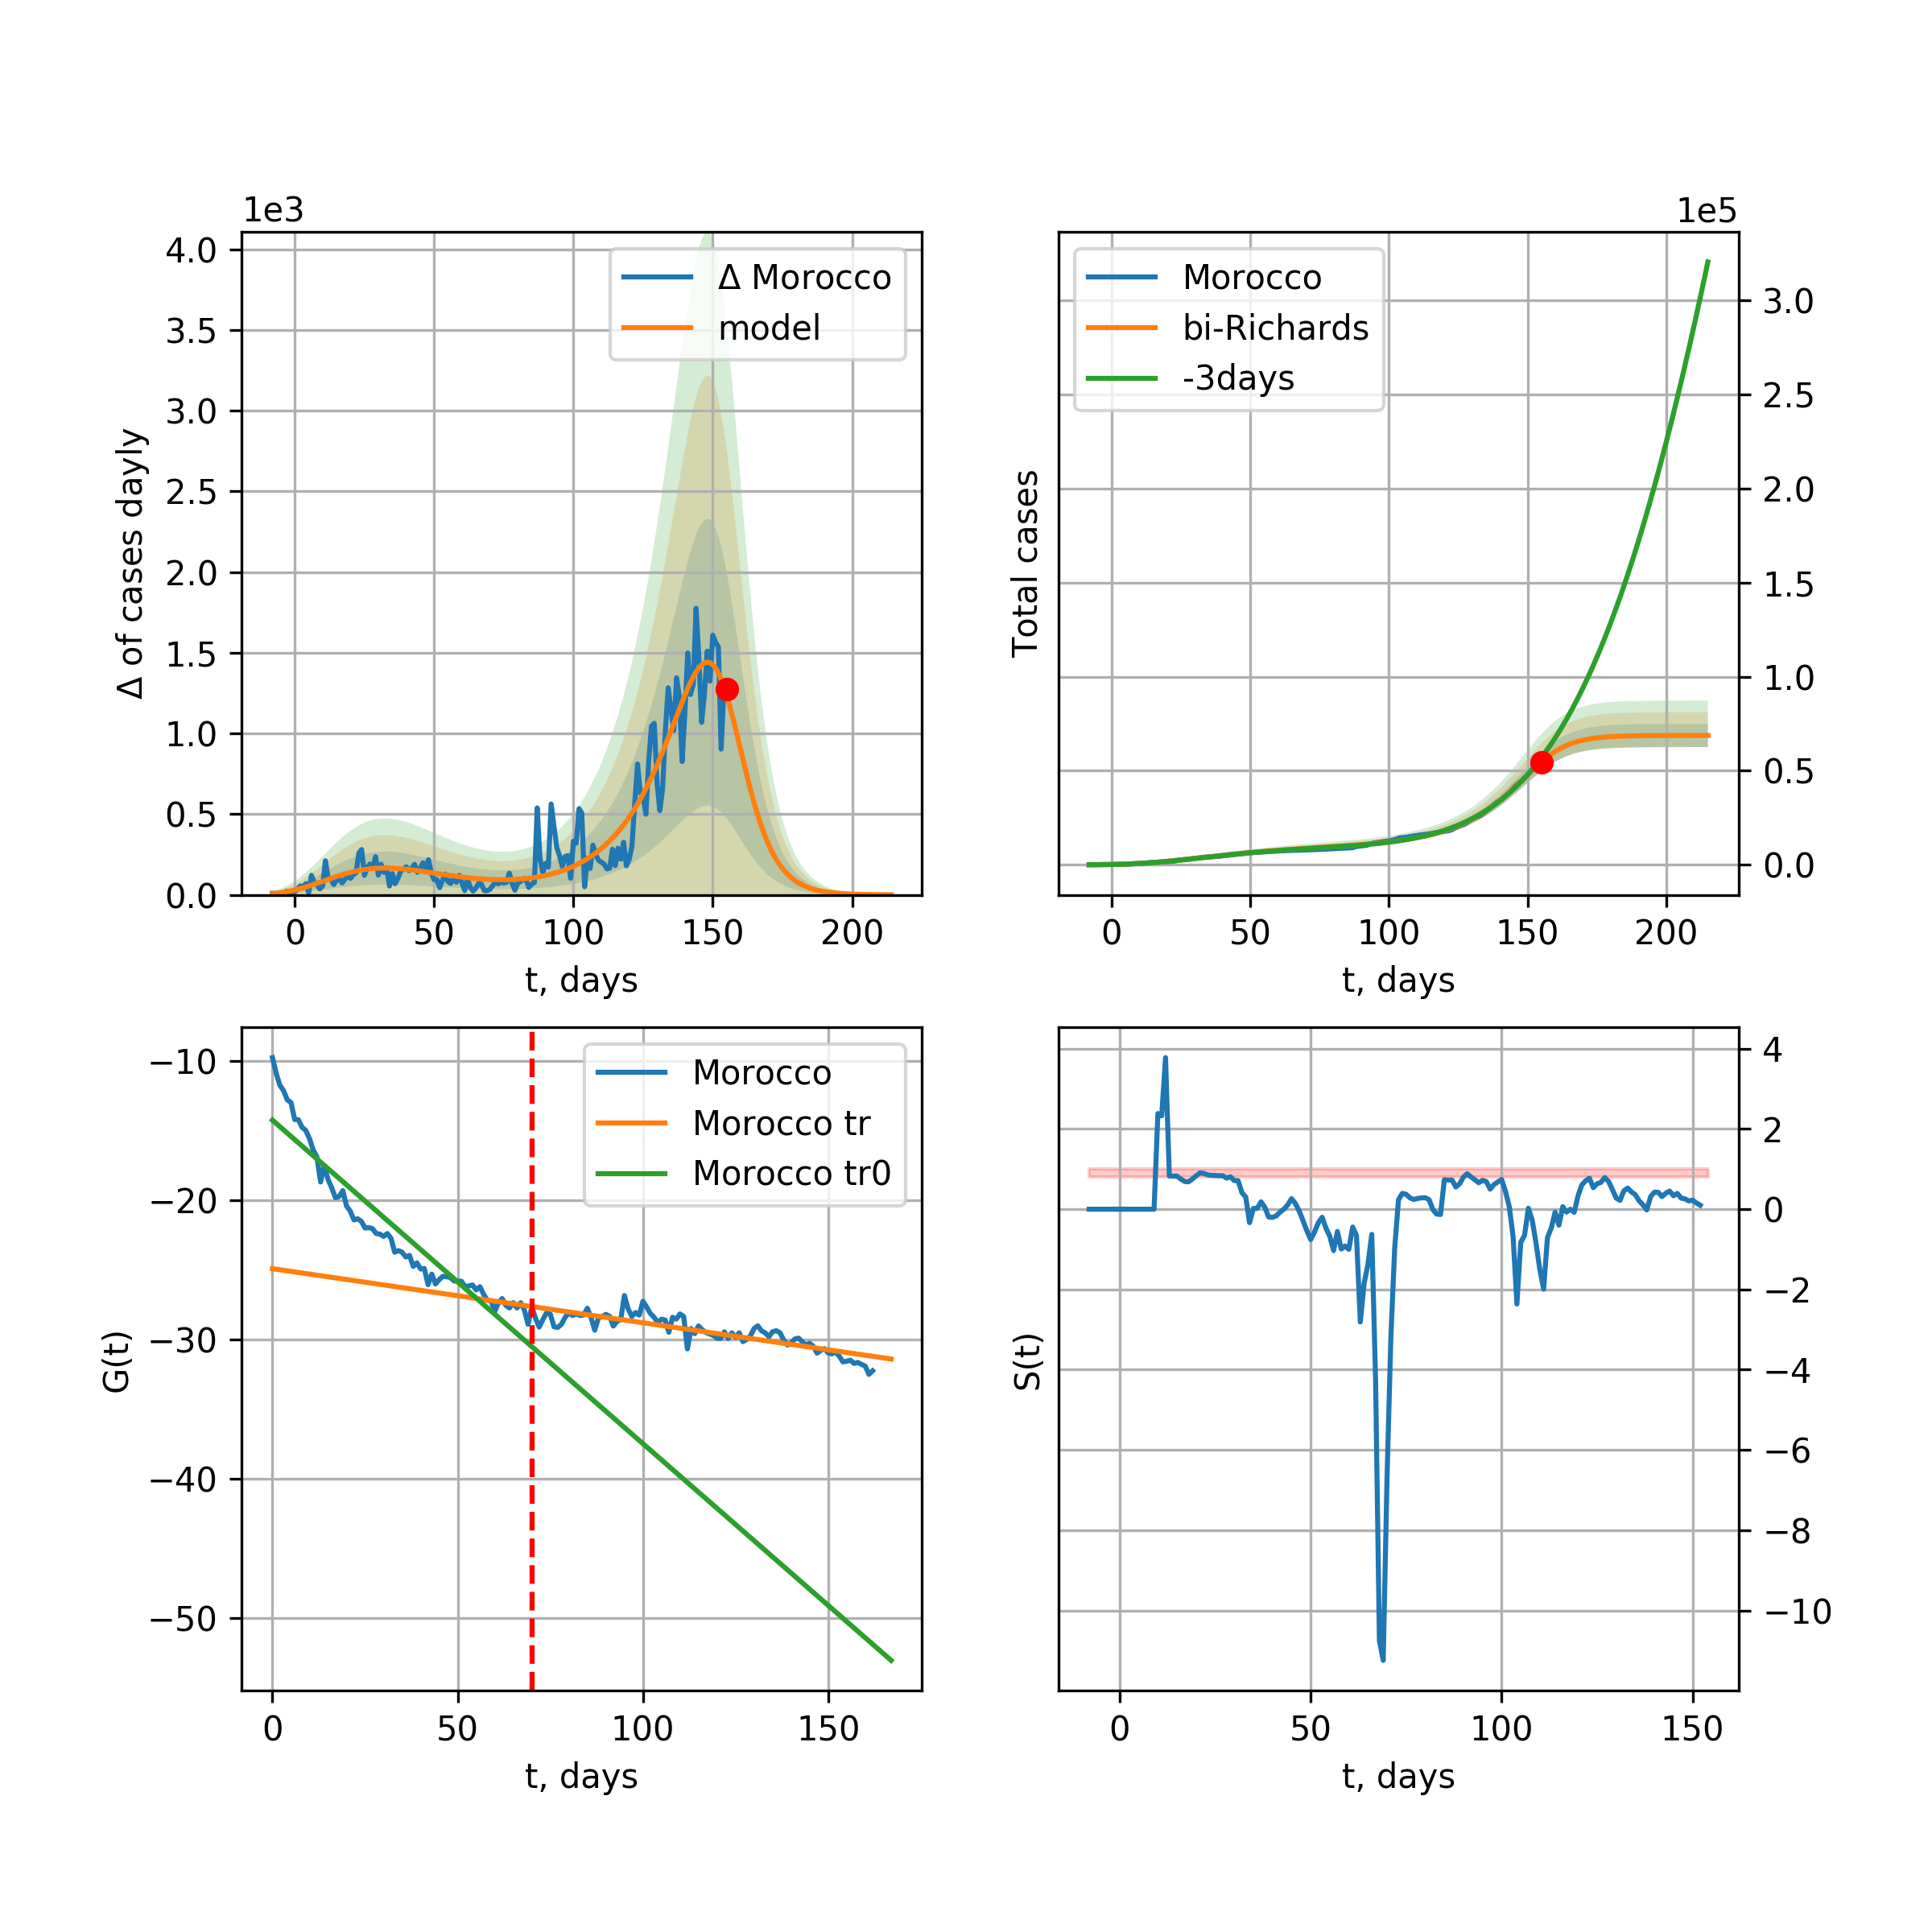 1e3
4.0
3.5
3.0
2.5
2.0
1.5
1.0
0.5
0.0
Δ of cases dayly
Δ Morocco
model
0 50 100 150 200
t, days
1e5
Total cases
Morocco
bi-Richards
-3days
3.0
2.5
2.0
1.5
1.0
0.5
0.0
0 50 100 150 200
t, days
−10
−20
−30
−40
−50
G(t)
Morocco
Morocco tr
Morocco tr0
0 50 100 150
t, days
S(t)
4
2
0
−2
−4
−6
−8
−10
0 50 100 150
t, days